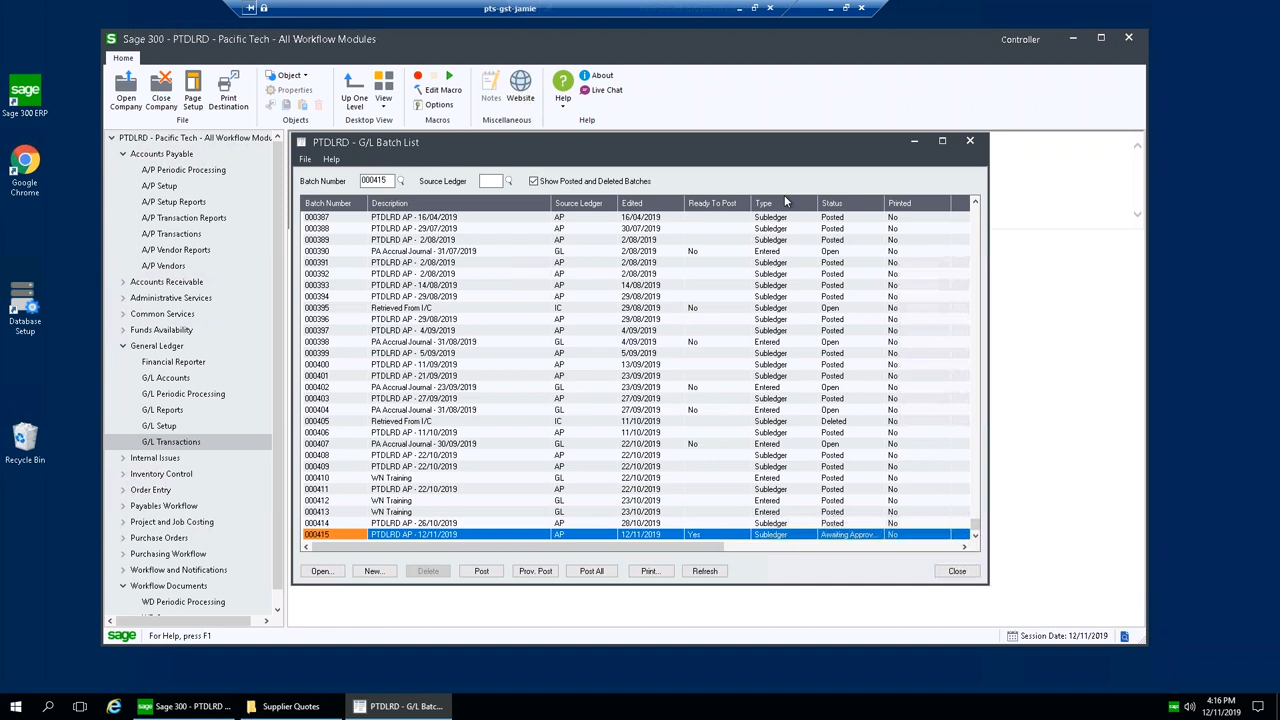 pts-gst-jamie
Sage 300 - PTDLRD - Pacific Tech - All Workflow Modules
Controller
Home
Open Company
Close Company
Page Setup
Print Destination
File
Object
Properties
Objects
Up One Level
View
Desktop View
Edit Macro
Options
Macros
Notes
Website
Miscellaneous
Help
About
Live Chat
Help
sage
Sage 300 ERP
Google Chrome
Database Setup
Recycle Bin
PTDLRD - Pacific Tech - All Workflow Modu
Accounts Payable
A/P Periodic Processing
A/P Setup
A/P Setup Reports
A/P Transaction Reports
A/P Transactions
A/P Vendor Reports
A/P Vendors
Accounts Receivable
Administrative Services
Common Services
Funds Availability
General Ledger
Financial Reporter
G/L Accounts
G/L Periodic Processing
G/L Reports
G/L Setup
G/L Transactions
Internal Issues
Inventory Control
Order Entry
Payables Workflow
Project and Job Costing
Purchase Orders
Purchasing Workflow
Workflow and Notifications
Workflow Documents
WD Periodic Processing
PTDLRD - G/L Batch List
File Help
Batch Number 000415 Source Ledger Show Posted and Deleted Batches
Batch Number Description Source Ledger Edited Ready To Post Type Status Printed
000387 PTDLRD AP - 16/04/2019 AP 16/04/2019 Subledger Posted No
000388 PTDLRD AP - 29/07/2019 AP 30/07/2019 Subledger Posted No
000389 PTDLRD AP - 2/08/2019 AP 2/08/2019 Subledger Posted No
000390 PA Accrual Journal - 31/07/2019 GL 2/08/2019 No Entered Open No
000391 PTDLRD AP - 2/08/2019 AP 2/08/2019 Subledger Posted No
000392 PTDLRD AP - 2/08/2019 AP 2/08/2019 Subledger Posted No
000393 PTDLRD AP - 14/08/2019 AP 14/08/2019 Subledger Posted No
000394 PTDLRD AP - 29/08/2019 AP 29/08/2019 Subledger Posted No
000395 Retrieved From I/C IC 29/08/2019 No Subledger Open No
000396 PTDLRD AP - 29/08/2019 AP 29/08/2019 Subledger Posted No
000397 PTDLRD AP - 4/09/2019 AP 4/09/2019 Subledger Posted No
000398 PA Accrual Journal - 31/08/2019 GL 4/09/2019 No Entered Open No
000399 PTDLRD AP - 5/09/2019 AP 5/09/2019 Subledger Posted No
000400 PTDLRD AP - 11/09/2019 AP 13/09/2019 Subledger Posted No
000401 PTDLRD AP - 21/09/2019 AP 23/09/2019 Subledger Posted No
000402 PA Accrual Journal - 23/09/2019 GL 23/09/2019 No Entered Open No
000403 PTDLRD AP - 27/09/2019 AP 27/09/2019 Subledger Posted No
000404 PA Accrual Journal - 31/08/2019 GL 27/09/2019 No Entered Open No
000405 Retrieved From I/C IC 11/10/2019 Subledger Deleted No
000406 PTDLRD AP - 11/10/2019 AP 11/10/2019 Subledger Posted No
000407 PA Accrual Journal - 30/09/2019 GL 22/10/2019 No Entered Open No
000408 PTDLRD AP - 22/10/2019 AP 22/10/2019 Subledger Posted No
000409 PTDLRD AP - 22/10/2019 AP 22/10/2019 Subledger Posted No
000410 WN Training GL 22/10/2019 Entered Posted No
000411 PTDLRD AP - 22/10/2019 AP 22/10/2019 Subledger Posted No
000412 WN Training GL 23/10/2019 Entered Posted No
000413 WN Training GL 23/10/2019 Entered Posted No
000414 PTDLRD AP - 26/10/2019 AP 28/10/2019 Subledger Posted No
000415 PTDLRD AP - 12/11/2019 AP 12/11/2019 Yes Subledger Awaiting Approv... No
Open... New... Delete Post Prov. Post Post All Print... Refresh Close
sage For Help, press F1 Session Date: 12/11/2019
Sage 300 - PTDLRD ... Supplier Quotes PTDLRD - G/L Batc...
4:16 PM
12/11/2019